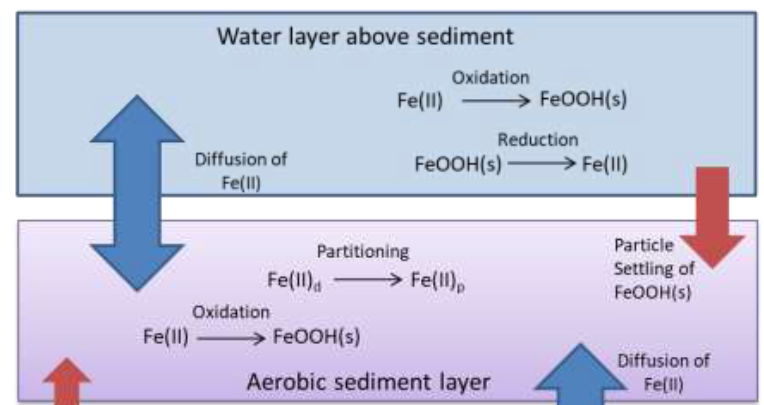 Water layer above sediment
Oxidation
Fe(II) ⟶ FeOOH(s)
Reduction
FeOOH(s) ⟶ Fe(II)
Diffusion of
Fe(II)
Partitioning
Fe(II)d ⟶ Fe(II)p
Particle
Settling of
FeOOH(s)
Oxidation
Fe(II) ⟶ FeOOH(s)
Diffusion of
Fe(II)
Aerobic sediment layer